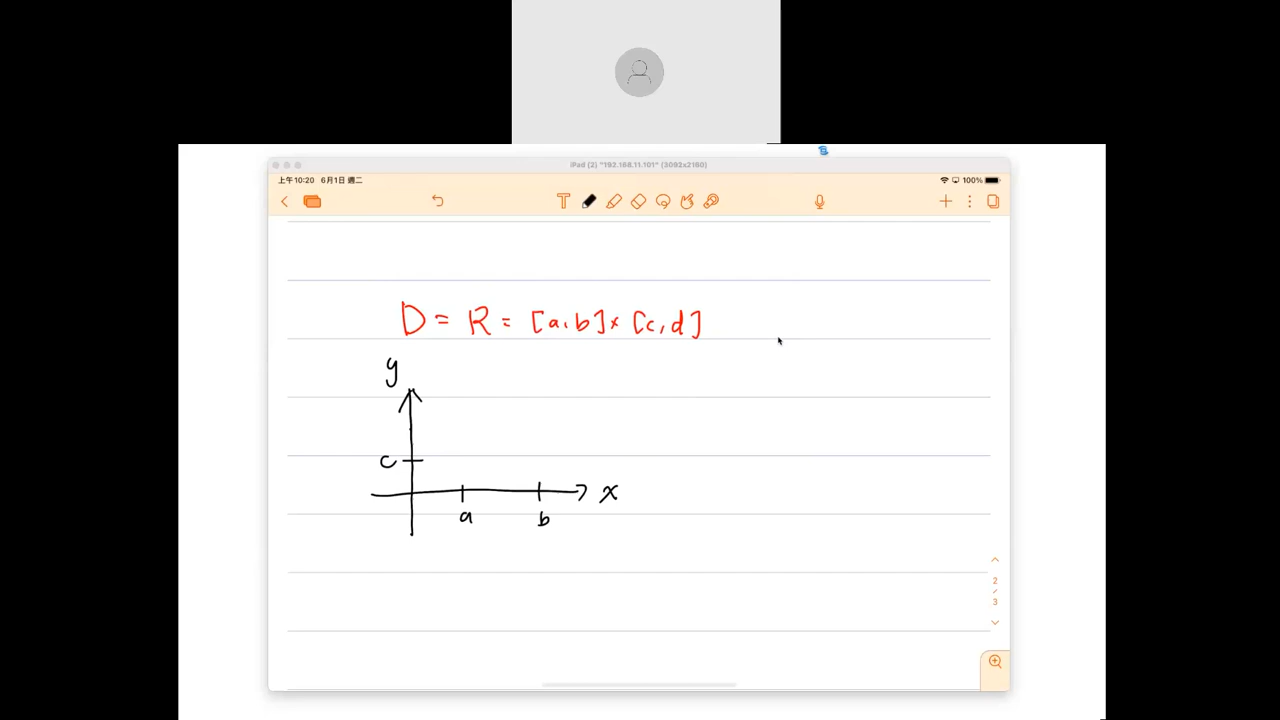 iPad (2) "192.168.11.101" (3092x2160)
上午10:20 6月1日 週二
100%
T
D = R = [a,b]x [c,d]
y
c
x
a b
2
/
3